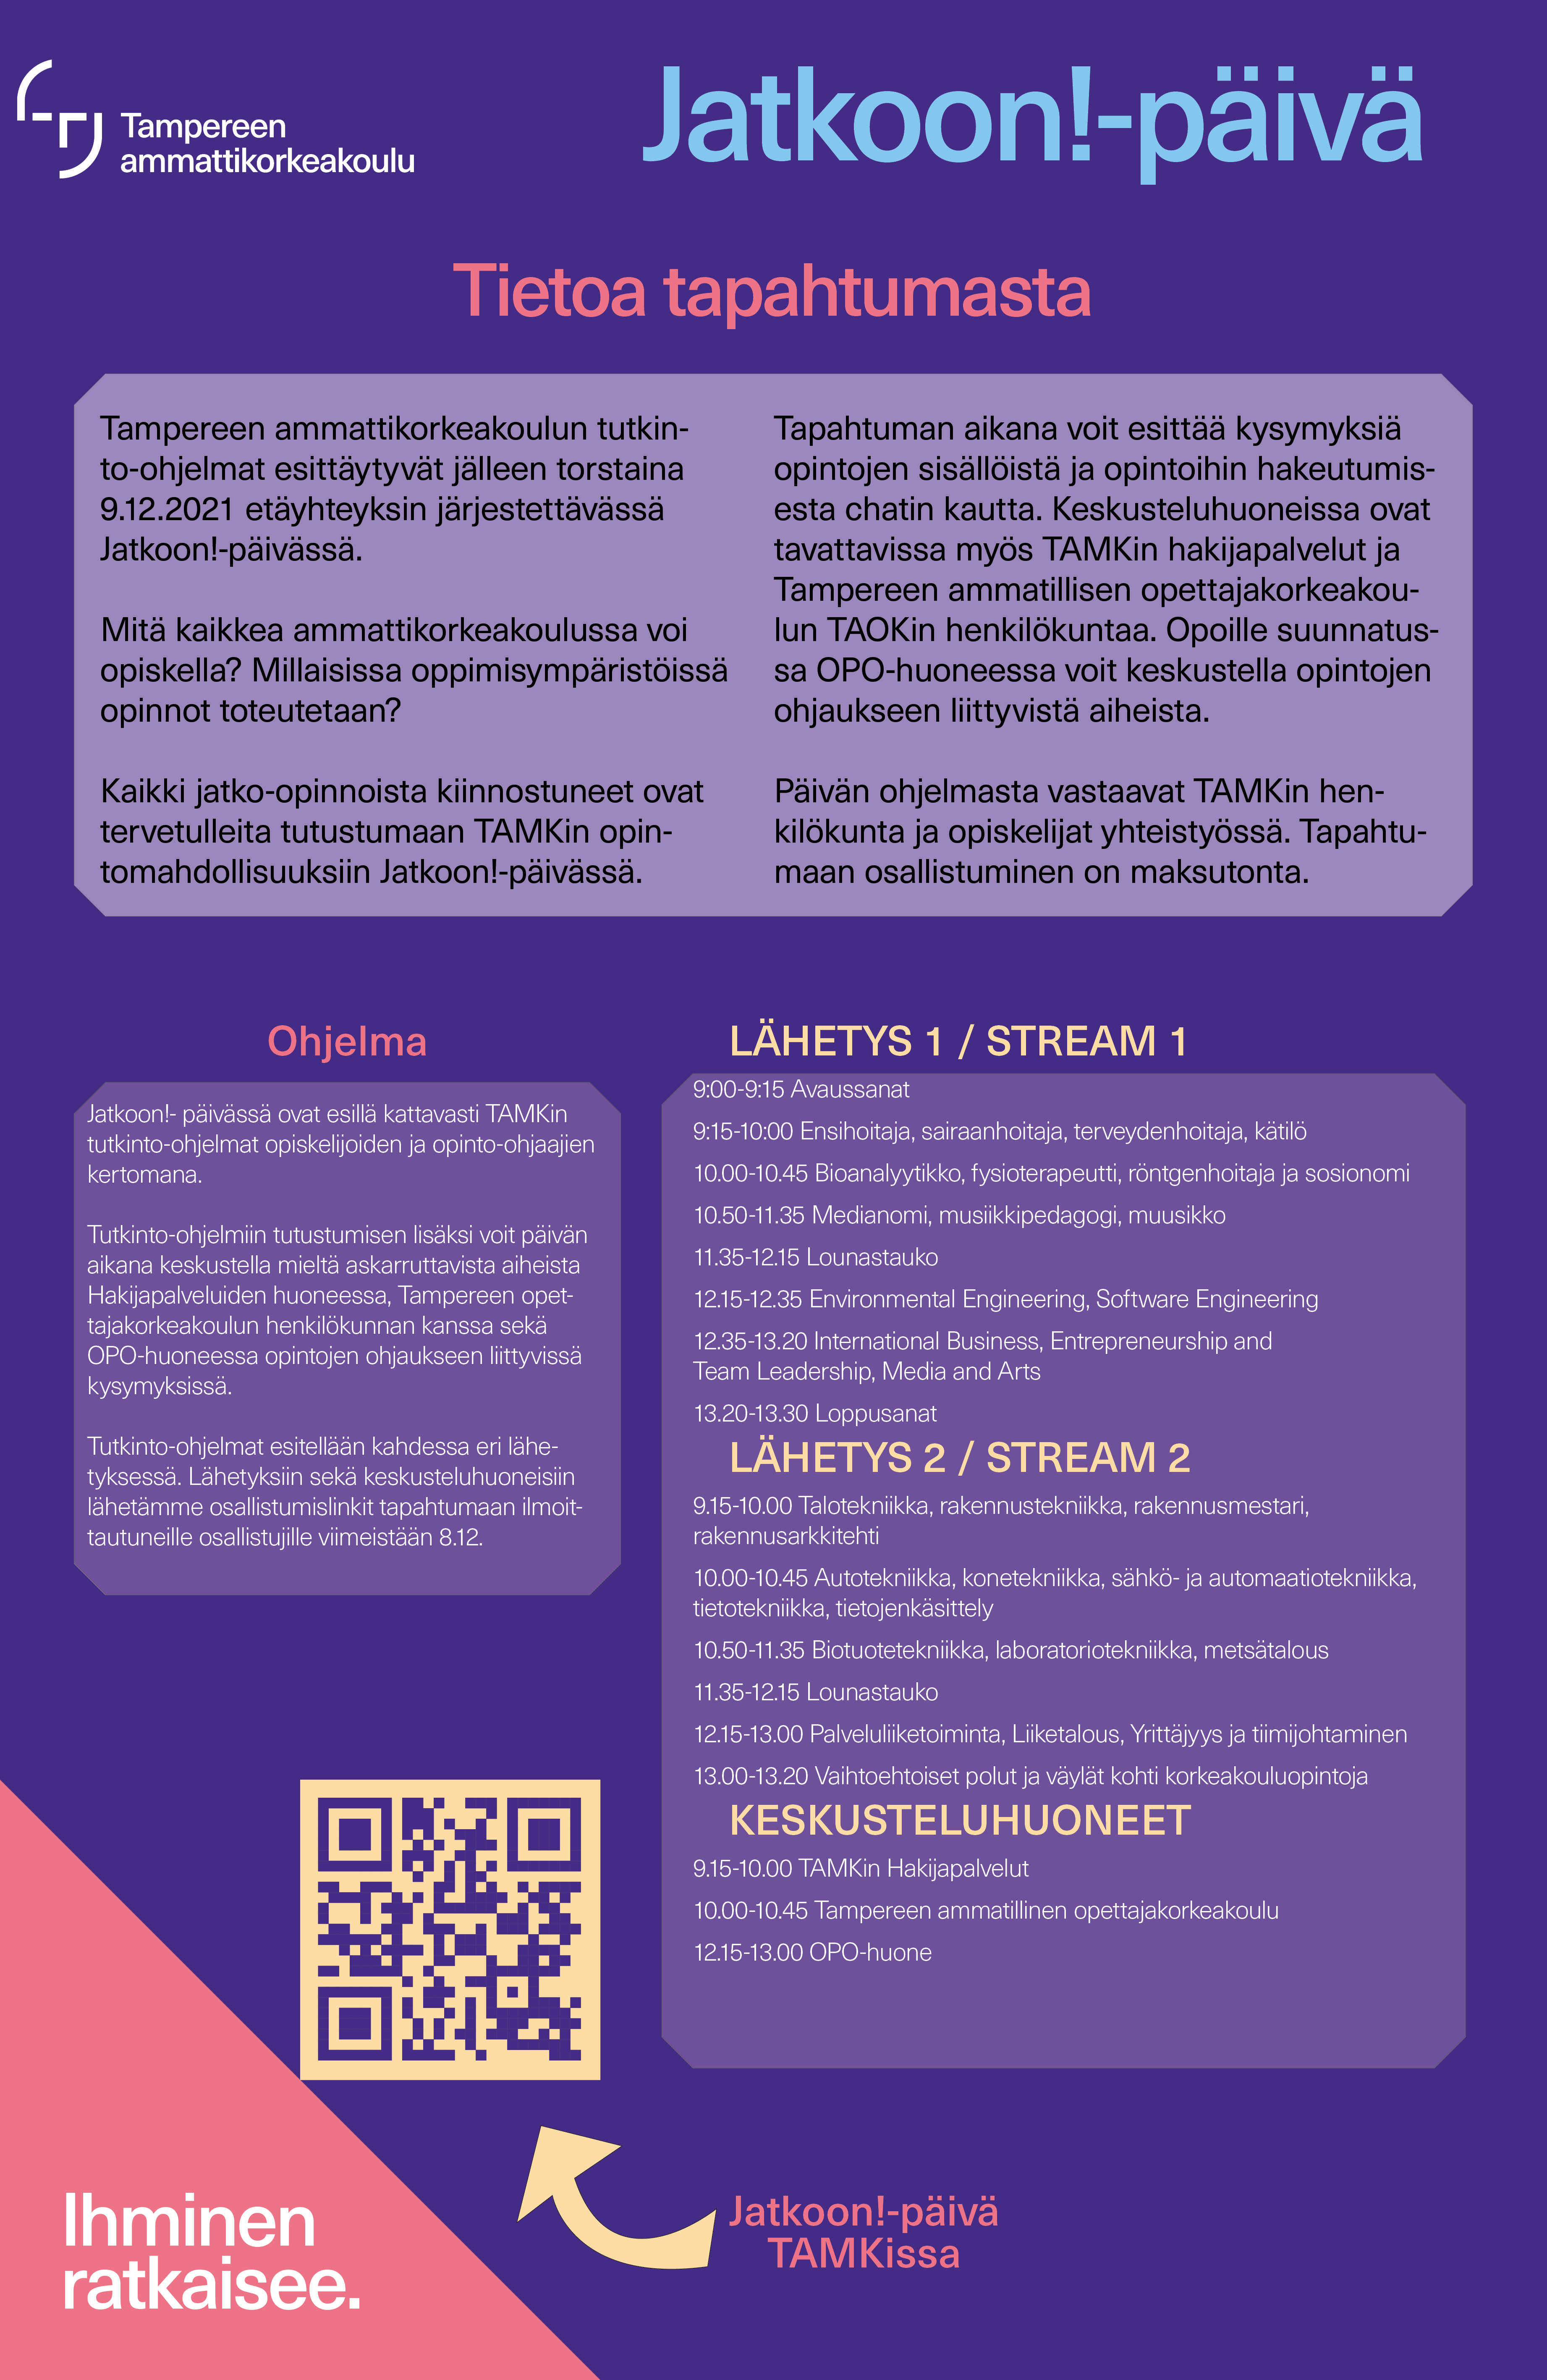 Tampereen
ammattikorkeakoulu
Jatkoon!-päivä
Tietoa tapahtumasta
Tampereen ammattikorkeakoulun tutkin-
to-ohjelmat esittäytyvät jälleen torstaina
9.12.2021 etäyhteyksin järjestettävässä
Jatkoon!-päivässä.
Mitä kaikkea ammattikorkeakoulussa voi
opiskella? Millaisissa oppimisympäristöissä
opinnot toteutetaan?
Kaikki jatko-opinnoista kiinnostuneet ovat
tervetulleita tutustumaan TAMKin opin-
tomahdollisuuksiin Jatkoon!-päivässä.
Tapahtuman aikana voit esittää kysymyksiä
opintojen sisällöistä ja opintoihin hakeutumis-
esta chatin kautta. Keskusteluhuoneissa ovat
tavattavissa myös TAMKin hakijapalvelut ja
Tampereen ammatillisen opettajakorkeakou-
lun TAOKin henkilökuntaa. Opoille suunnatus-
sa OPO-huoneessa voit keskustella opintojen
ohjaukseen liittyvistä aiheista.
Päivän ohjelmasta vastaavat TAMKin hen-
kilökunta ja opiskelijat yhteistyössä. Tapahtu-
maan osallistuminen on maksutonta.
Ohjelma
Jatkoon!- päivässä ovat esillä kattavasti TAMKin
tutkinto-ohjelmat opiskelijoiden ja opinto-ohjaajien
kertomana.
Tutkinto-ohjelmiin tutustumisen lisäksi voit päivän
aikana keskustella mieltä askarruttavista aiheista
Hakijapalveluiden huoneessa, Tampereen opet-
tajakorkeakoulun henkilökunnan kanssa sekä
OPO-huoneessa opintojen ohjaukseen liittyvissä
kysymyksissä.
Tutkinto-ohjelmat esitellään kahdessa eri lähe-
tyksessä. Lähetyksiin sekä keskusteluhuoneisiin
lähetämme osallistumislinkit tapahtumaan ilmoit-
tautuneille osallistujille viimeistään 8.12.
LÄHETYS 1 / STREAM 1
9:00-9:15 Avaussanat
9:15-10:00 Ensihoitaja, sairaanhoitaja, terveydenhoitaja, kätilö
10.00-10.45 Bioanalyytikko, fysioterapeutti, röntgenhoitaja ja sosionomi
10.50-11.35 Medianomi, musiikkipedagogi, muusikko
11.35-12.15 Lounastauko
12.15-12.35 Environmental Engineering, Software Engineering
12.35-13.20 International Business, Entrepreneurship and
Team Leadership, Media and Arts
13.20-13.30 Loppusanat
LÄHETYS 2 / STREAM 2
9.15-10.00 Talotekniikka, rakennustekniikka, rakennusmestari,
rakennusarkkitehti
10.00-10.45 Autotekniikka, konetekniikka, sähkö- ja automaatiotekniikka,
tietotekniikka, tietojenkäsittely
10.50-11.35 Biotuotetekniikka, laboratoriotekniikka, metsätalous
11.35-12.15 Lounastauko
12.15-13.00 Palveluliiketoiminta, Liiketalous, Yrittäjyys ja tiimijohtaminen
13.00-13.20 Vaihtoehtoiset polut ja väylät kohti korkeakouluopintoja
KESKUSTELUHUONEET
9.15-10.00 TAMKin Hakijapalvelut
10.00-10.45 Tampereen ammatillinen opettajakorkeakoulu
12.15-13.00 OPO-huone
Jatkoon!-päivä
TAMKissa
Ihminen
ratkaisee.